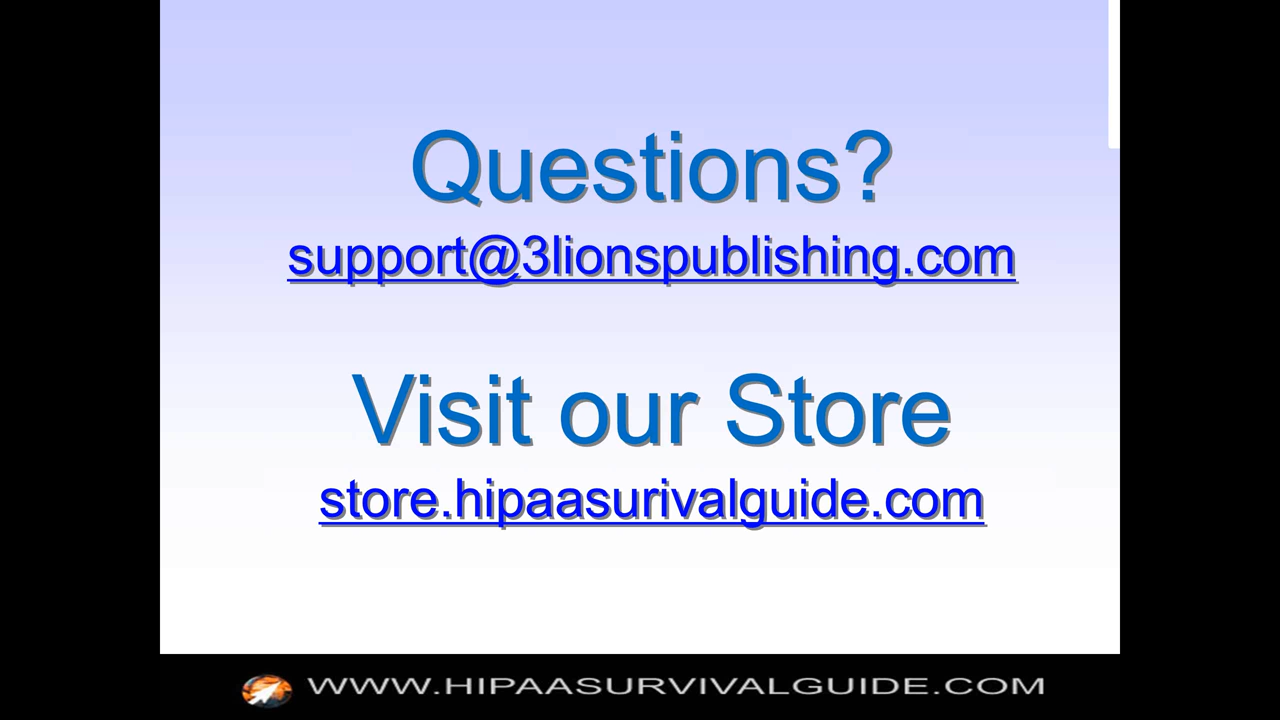 Questions?
support@3lionspublishing.com
Visit our Store
store.hipaasurivalguide.com
WWW.HIPAASURVIVALGUIDE.COM